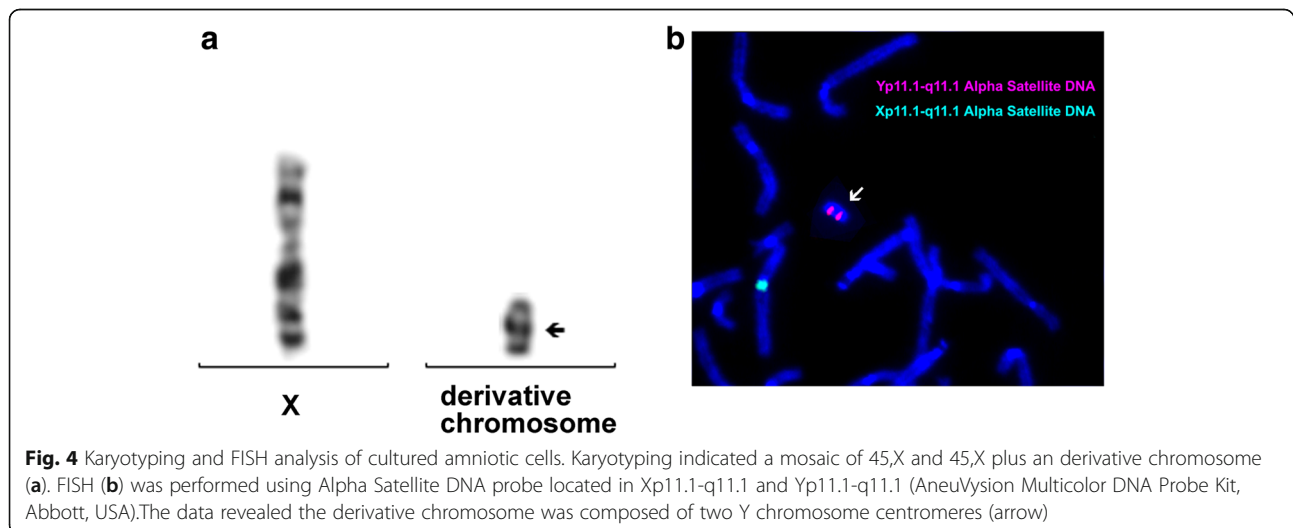 a
b
Yp11.1-q11.1 Alpha Satellite DNA
Xp11.1-q11.1 Alpha Satellite DNA
X
derivative
chromosome
Fig. 4 Karyotyping and FISH analysis of cultured amniotic cells. Karyotyping indicated a mosaic of 45,X and 45,X plus an derivative chromosome
(a). FISH (b) was performed using Alpha Satellite DNA probe located in Xp11.1-q11.1 and Yp11.1-q11.1 (AneuVysion Multicolor DNA Probe Kit,
Abbott, USA).The data revealed the derivative chromosome was composed of two Y chromosome centromeres (arrow)